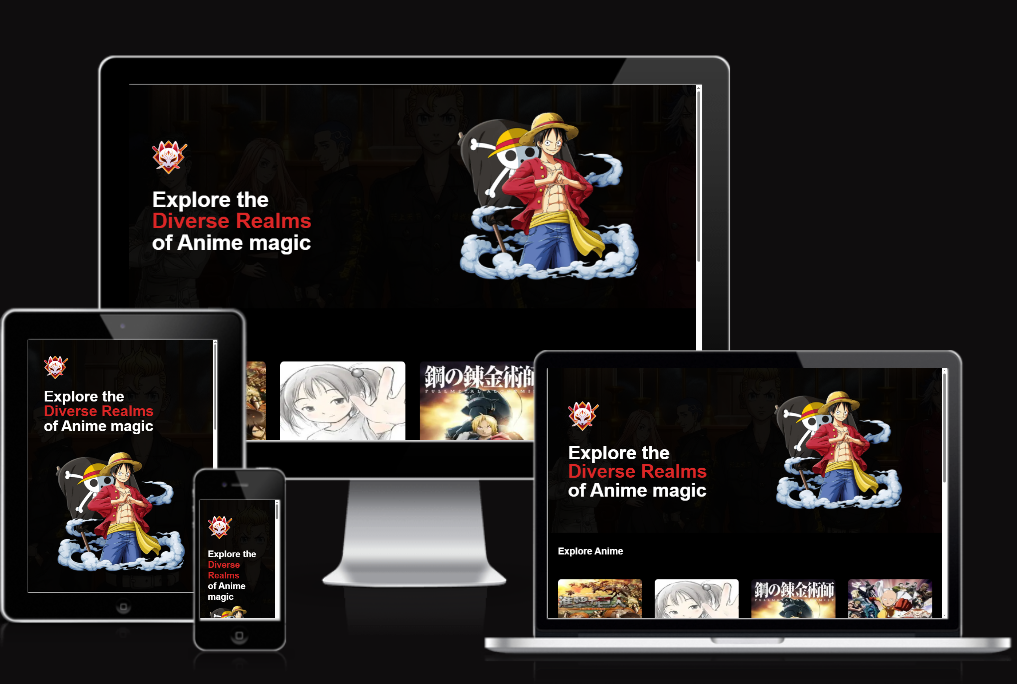 Explore the
Diverse Realms
of Anime magic
鋼の錬金術師
FULLMETAL ALCHEMIST
Explore the
Diverse Realms
of Anime magic
Explore the
Diverse
Realms
of Anime
magic
Explore the
Diverse Realms
of Anime magic
Explore Anime
鋼の錬金術師